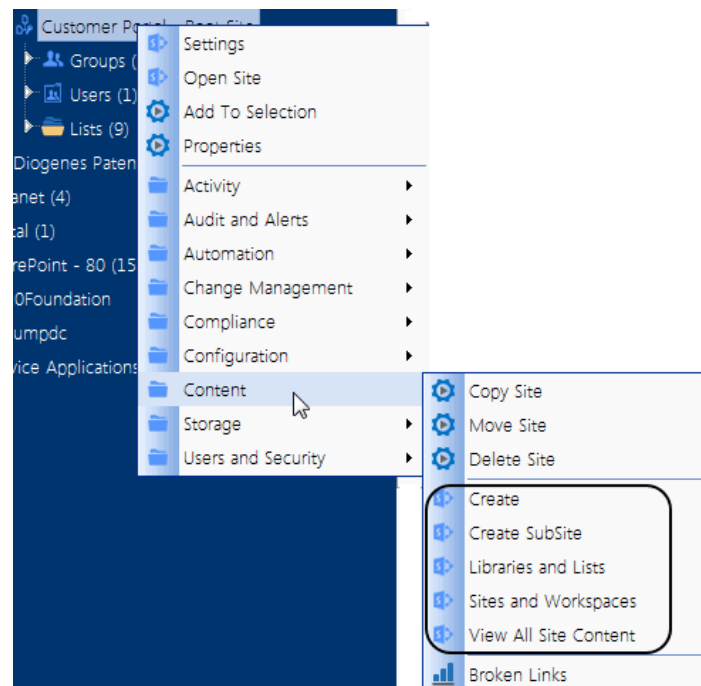 Customer Portal - Root Site
Groups (
Users (1)
Lists (9)
Diogenes Paten
anet (4)
tal (1)
rePoint - 80 (15
0Foundation
umpdc
vice Applications
Settings
Open Site
Add To Selection
Properties
Activity
Audit and Alerts
Automation
Change Management
Compliance
Configuration
Content
Storage
Users and Security
Copy Site
Move Site
Delete Site
Create
Create SubSite
Libraries and Lists
Sites and Workspaces
View All Site Content
Broken Links